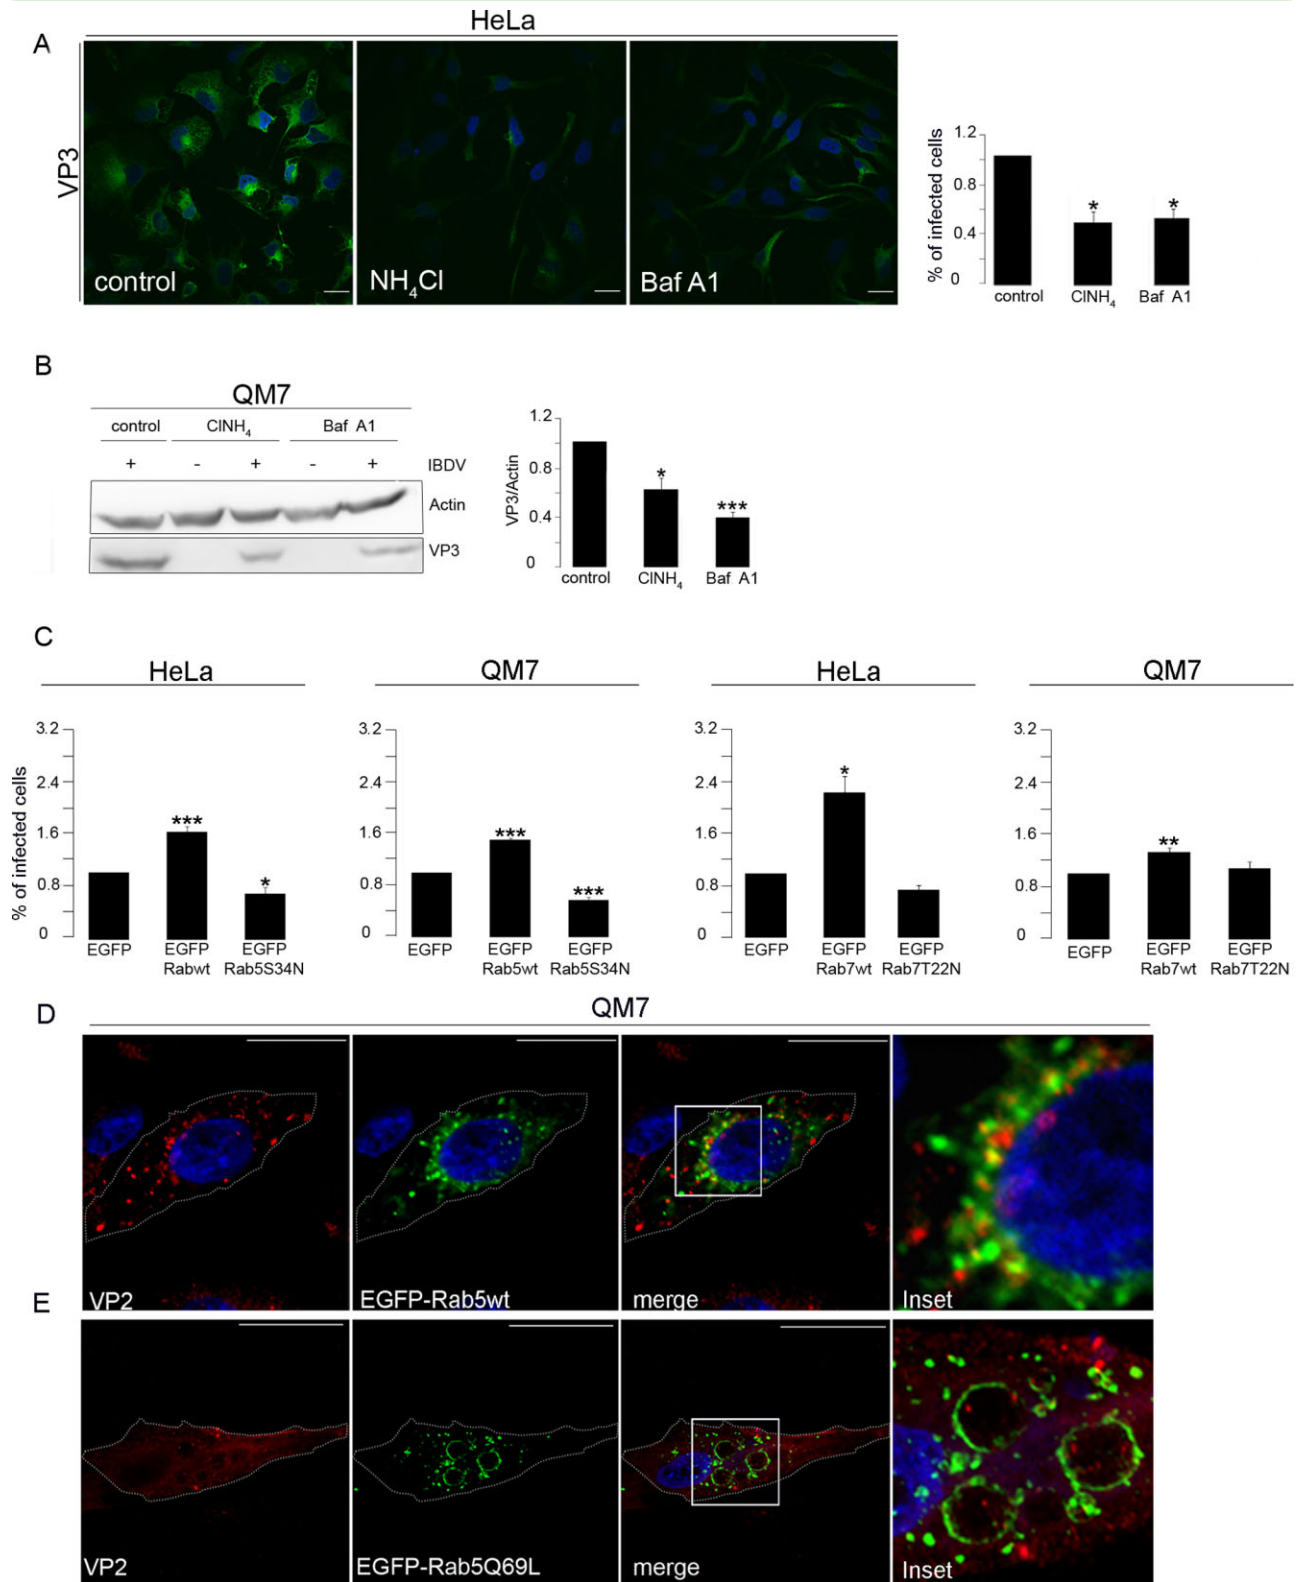 A
HeLa
VP3
control
NH4Cl
Baf A1
% of infected cells
1.2
0.8
0.4
0
control
ClNH4
Baf A1
*
*
B
QM7
control
ClNH4
Baf A1
+
-
+
-
+
IBDV
Actin
VP3
VP3/Actin
1.2
0.8
0.4
0
control
ClNH4
Baf A1
*
***
C
HeLa
% of infected cells
3.2
2.4
1.6
0.8
0
***
*
EGFP
EGFP
Rabwt
EGFP
Rab5S34N
QM7
3.2
2.4
1.6
0.8
0
***
***
EGFP
EGFP
Rab5wt
EGFP
Rab5S34N
HeLa
3.2
2.4
1.6
0.8
0
*
EGFP
EGFP
Rab7wt
EGFP
Rab7T22N
QM7
3.2
2.4
1.6
0.8
0
**
EGFP
EGFP
Rab7wt
EGFP
Rab7T22N
D
QM7
VP2
EGFP-Rab5wt
merge
Inset
E
VP2
EGFP-Rab5Q69L
merge
Inset